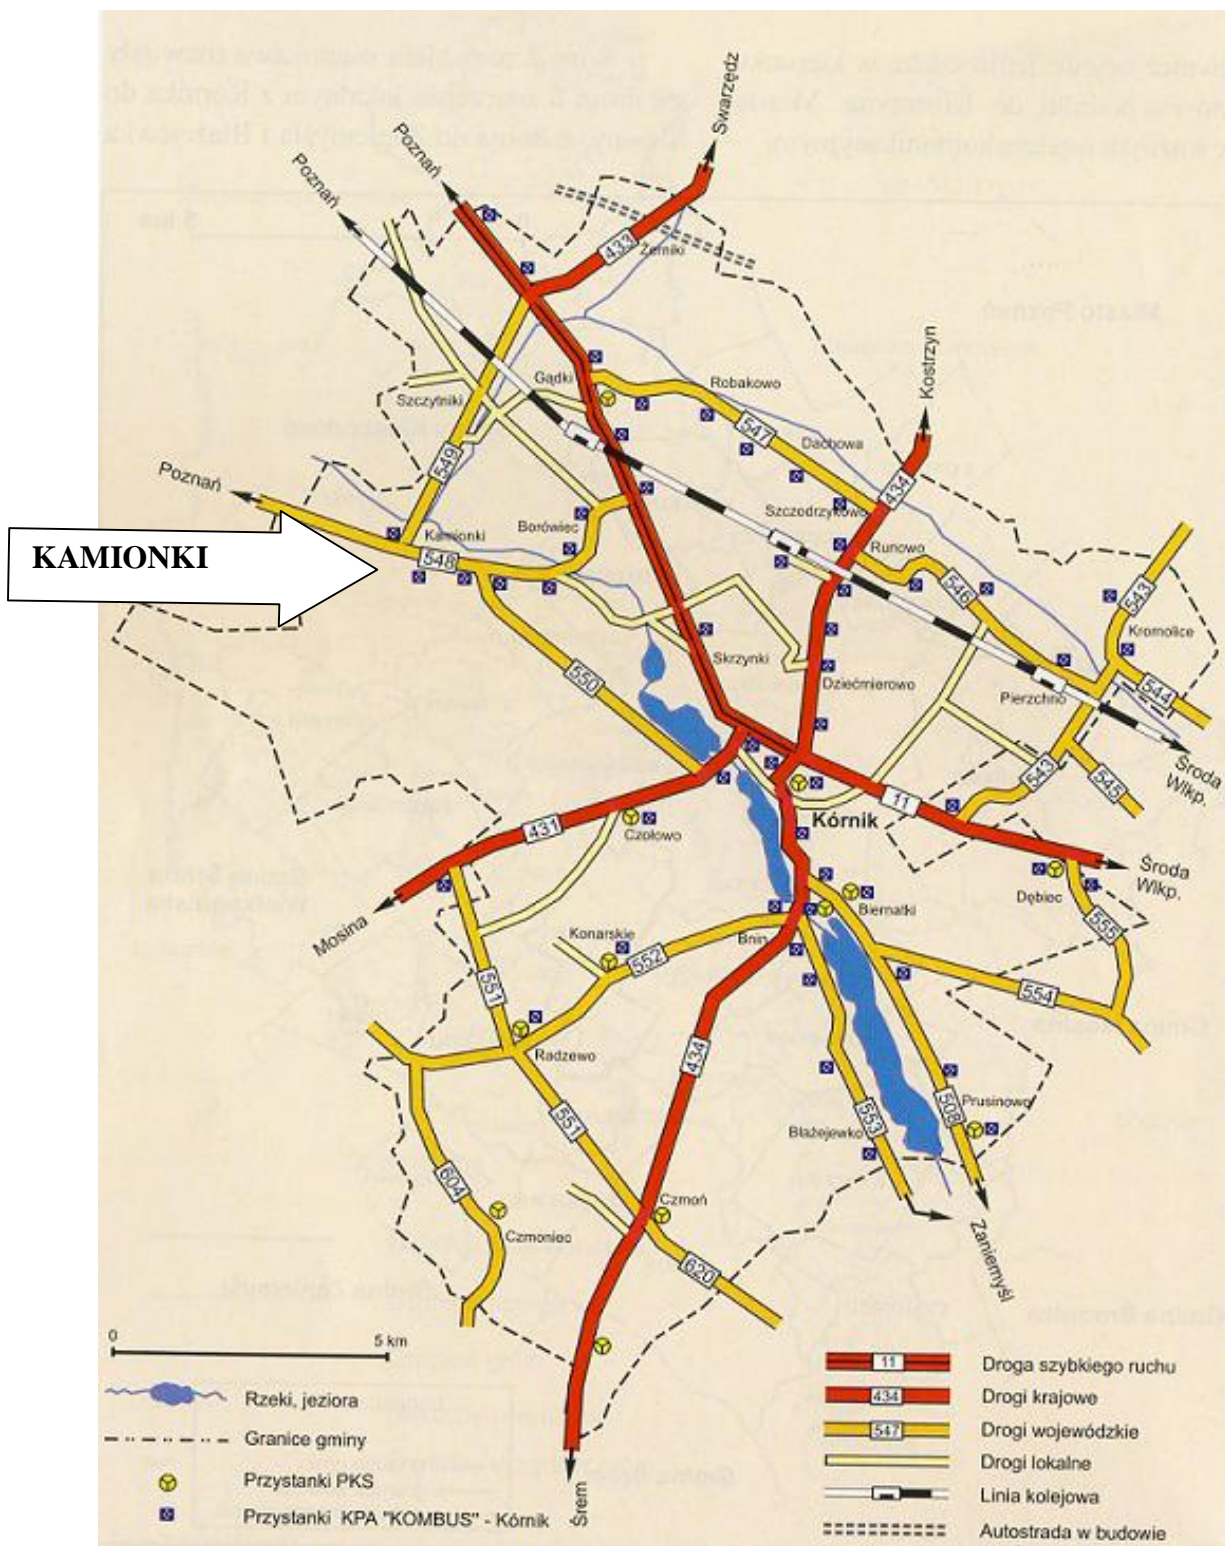 Swarzędz
Poznań
Poznań
433
Żerniki
Kostrzyn
Gądki
Robakowo
Szczytniki
547
Dachowa
549
434
Poznań
Szczodrzykowo
Borówiec
Kamionki
KAMIONKI
548
Runowo
546
543
Kromolice
Skrzynki
550
Dziećmierowo
Pierzchno
544
Środa
Wlkp.
543
545
11
Kórnik
431
Czołowo
Środa
Wlkp.
Dębiec
Biernatki
Mosina
Konarskie
Bnin
552
555
551
554
Radzewo
434
Prusinowo
508
551
553
Błażejewko
604
Czmoń
Czmoniec
Zaniemyśl
620
0
5 km
Rzeki, jeziora
Granice gminy
Przystanki PKS
Przystanki KPA "KOMBUS" - Kórnik
Śrem
11
Droga szybkiego ruchu
434
Drogi krajowe
547
Drogi wojewódzkie
Drogi lokalne
Linia kolejowa
Autostrada w budowie